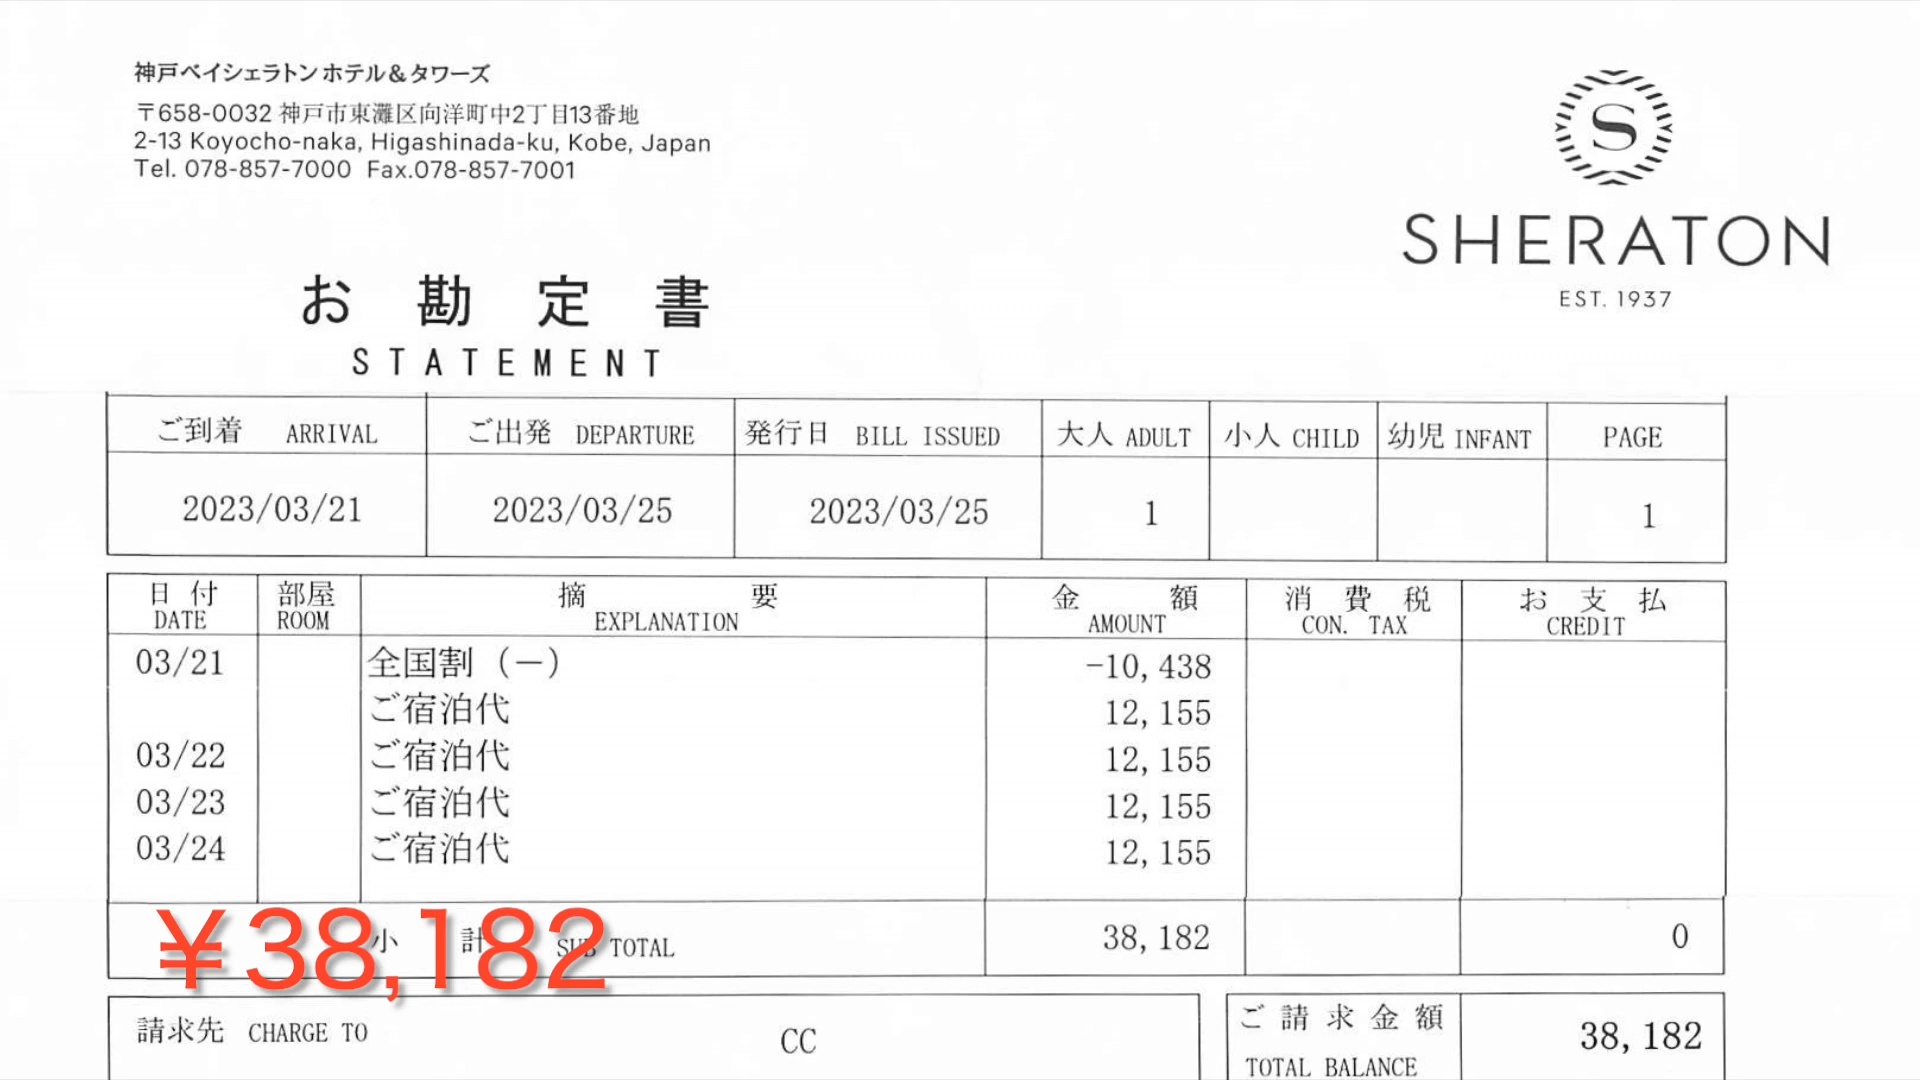 神戸ベイシェラトン ホテル&タワーズ
〒658-0032 神戸市東灘区向洋町中2丁目13番地
2-13 Koyocho-naka, Higashinada-ku, Kobe, Japan
Tel. 078-857-7000 Fax.078-857-7001
S
SHERATON
EST. 1937
お勘定書
STATEMENT
ご到着 ARRIVAL ご出発 DEPARTURE 発行日 BILL ISSUED 大人 ADULT 小人 CHILD 幼児 INFANT PAGE
2023/03/21 2023/03/25 2023/03/25 1 1
日付 部屋 摘要 金額 消費税 お支払
DATE ROOM EXPLANATION AMOUNT CON. TAX CREDIT
03/21 全国割（－） -10,438
ご宿泊代 12,155
03/22 ご宿泊代 12,155
03/23 ご宿泊代 12,155
03/24 ご宿泊代 12,155
小計 SUB TOTAL 38,182 0
￥38,182
請求先 CHARGE TO CC
ご請求金額 38,182
TOTAL BALANCE